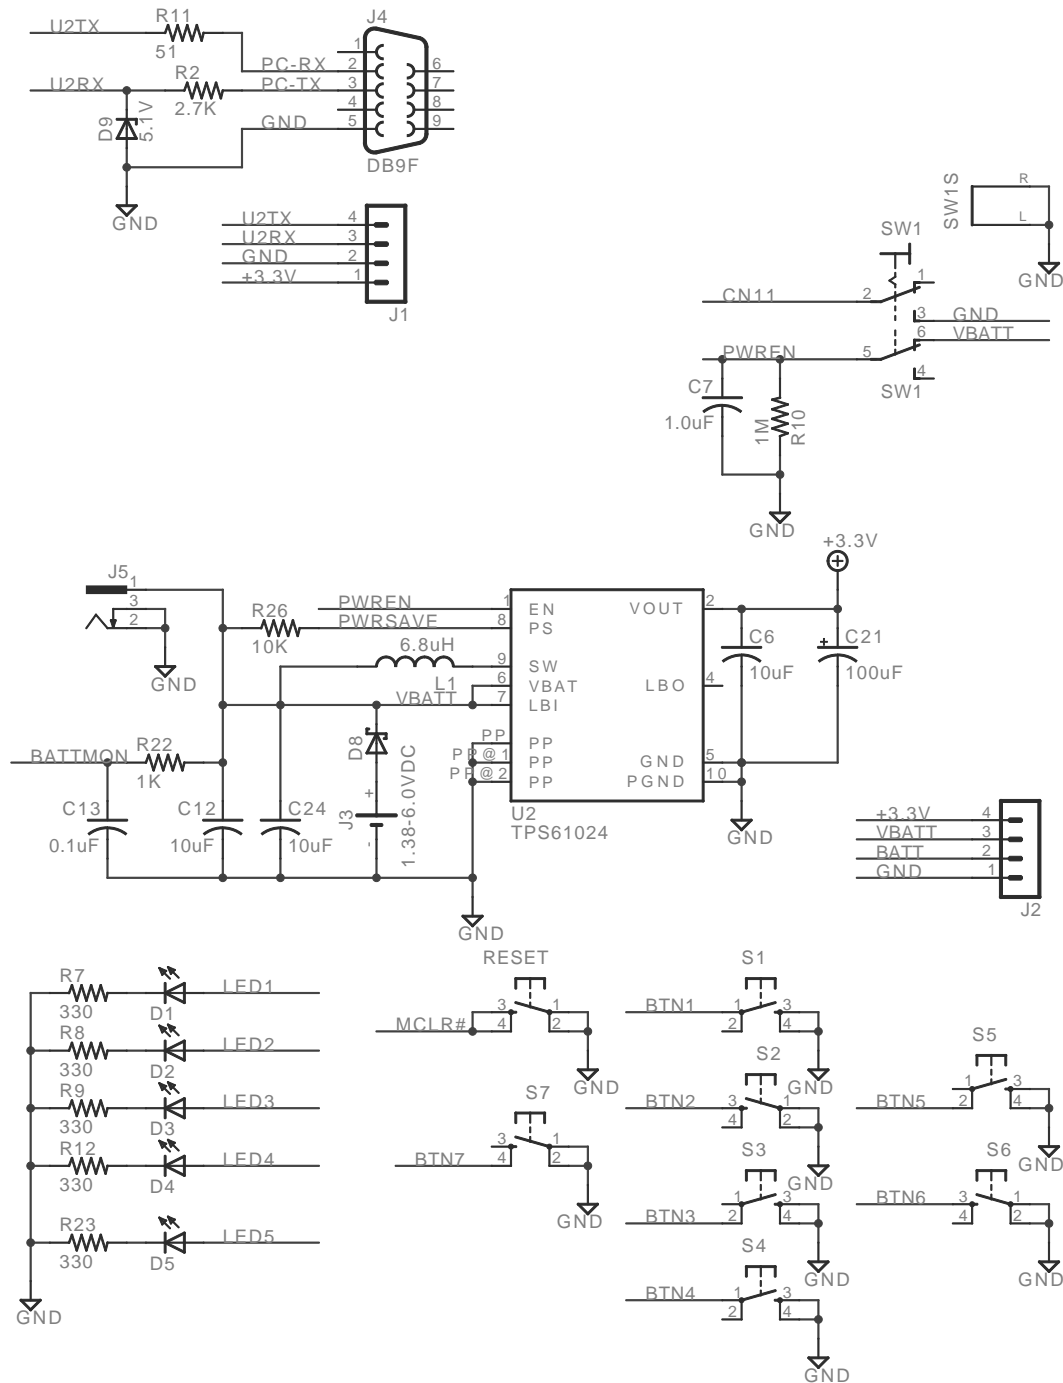 U2TX
R11
51
J4
1
PC-RX
2
6
U2RX
R2
2.7K
PC-TX
3
7
4
8
D9
5.1V
GND
5
9
DB9F
GND
U2TX
4
U2RX
3
GND
2
+3.3V
1
J1
SW1S
R
L
GND
SW1
1
CN11
2
3
GND
6
VBATT
PWREN
5
4
SW1
C7
1.0uF
1M
R10
GND
+3.3V
J5
1
3
2
GND
R26
10K
PWREN
1
EN
PWRSAVE
8
PS
6.8uH
L1
9
SW
6
VBAT
VBATT
7
LBI
PP
PP
PP@1
PP
PP@2
PP
VOUT
2
LBO
4
GND
5
PGND
10
U2
TPS61024
C6
10uF
C21
100uF
GND
BATTMON
R22
1K
C13
0.1uF
C12
10uF
C24
10uF
D8
J3
+
-
1.38-6.0VDC
GND
+3.3V
4
VBATT
3
BATT
2
GND
1
J2
R7
330
D1
LED1
R8
330
D2
LED2
R9
330
D3
LED3
R12
330
D4
LED4
R23
330
D5
LED5
GND
RESET
MCLR#
3
4
1
2
GND
S7
BTN7
3
4
1
2
GND
S1
BTN1
1
2
3
4
GND
S2
BTN2
3
4
1
2
GND
S3
BTN3
1
2
3
4
GND
S4
BTN4
1
2
3
4
GND
S5
BTN5
1
2
3
4
GND
S6
BTN6
3
4
1
2
GND